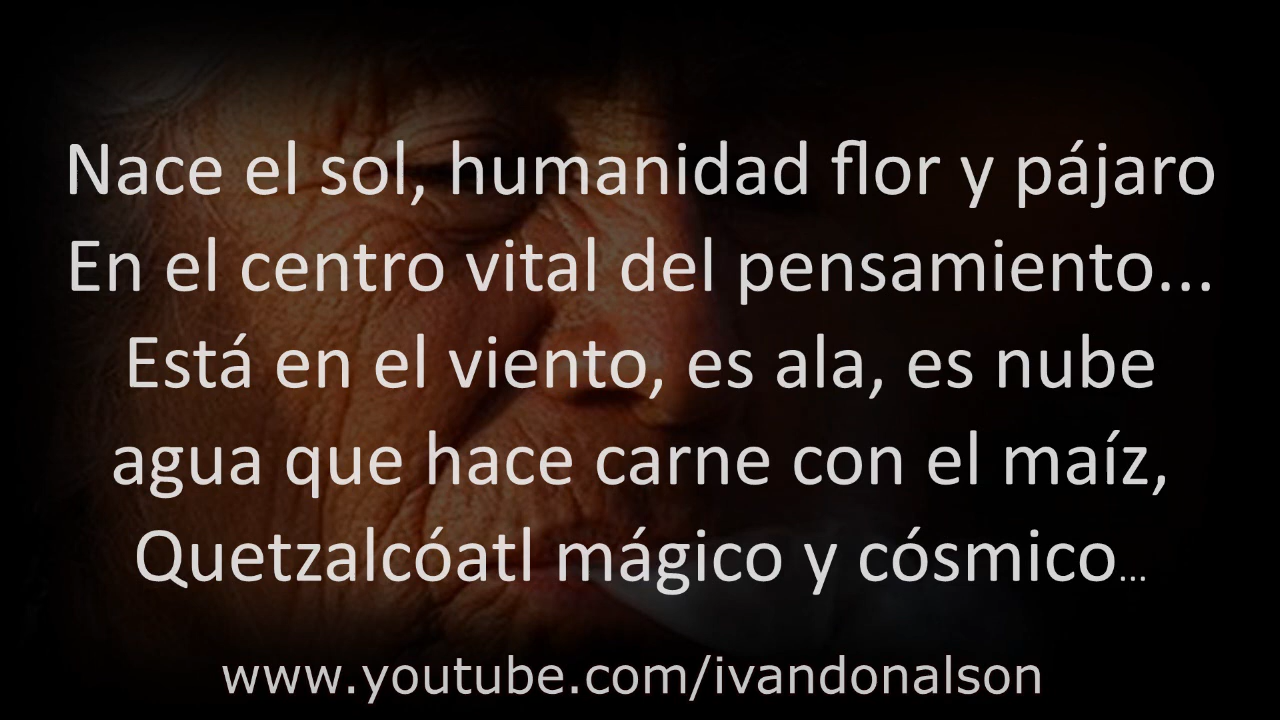 Nace el sol, humanidad flor y pájaro
En el centro vital del pensamiento...
Está en el viento, es ala, es nube
agua que hace carne con el maíz,
Quetzalcóatl mágico y cósmico...
www.youtube.com/ivandonalson